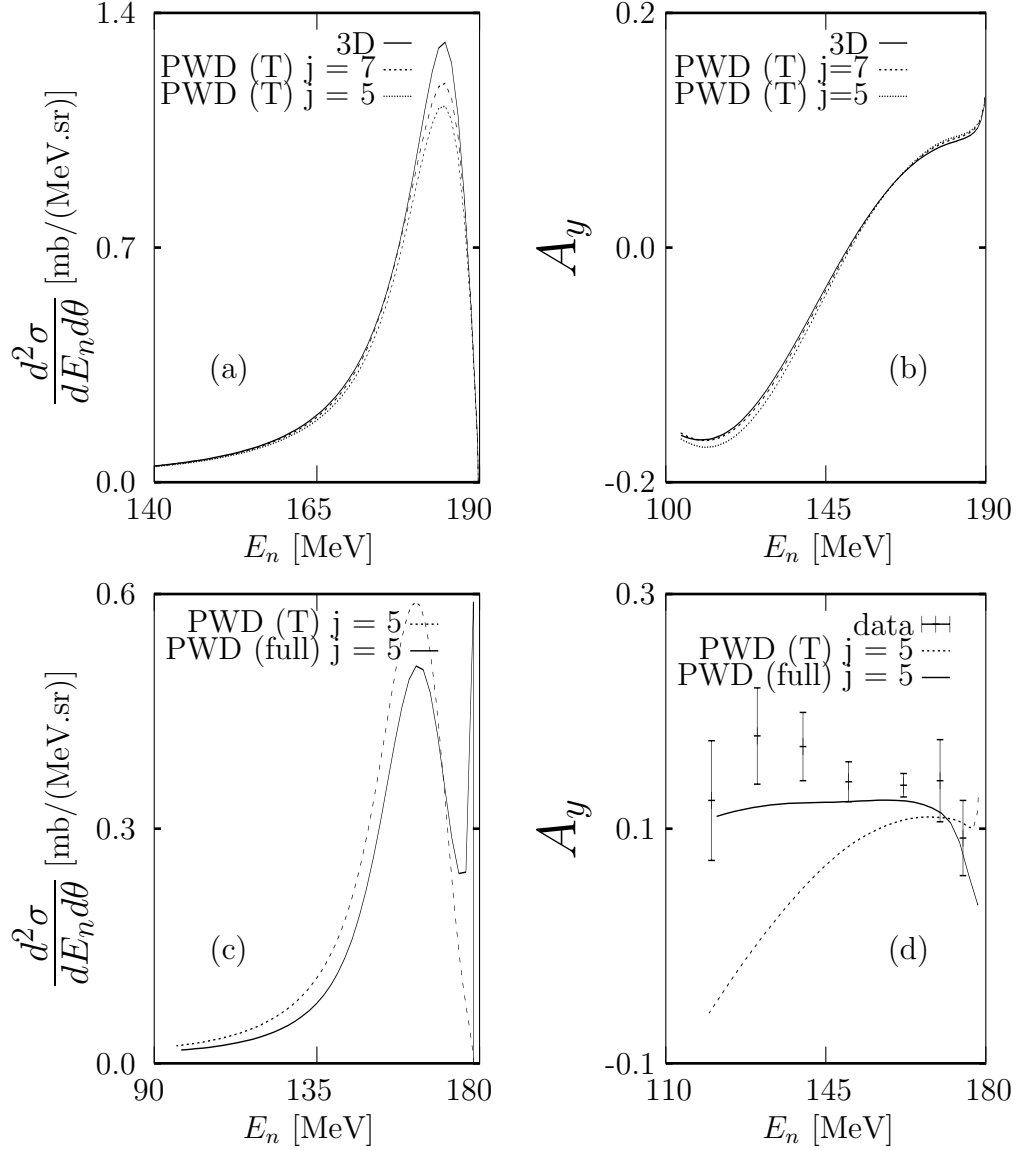 1.4
0.7
0.0
140
165
190
E_n [MeV]
d²σ
dE_n dθ
[mb/(MeV.sr)]
3D
PWD (T) j = 7
PWD (T) j = 5
(a)
0.2
0.0
-0.2
100
145
190
E_n [MeV]
A_y
3D
PWD (T) j=7
PWD (T) j=5
(b)
0.6
0.3
0.0
90
135
180
E_n [MeV]
d²σ
dE_n dθ
[mb/(MeV.sr)]
PWD (T) j = 5
PWD (full) j = 5
(c)
0.3
0.1
-0.1
110
145
180
E_n [MeV]
A_y
data
PWD (T) j = 5
PWD (full) j = 5
(d)